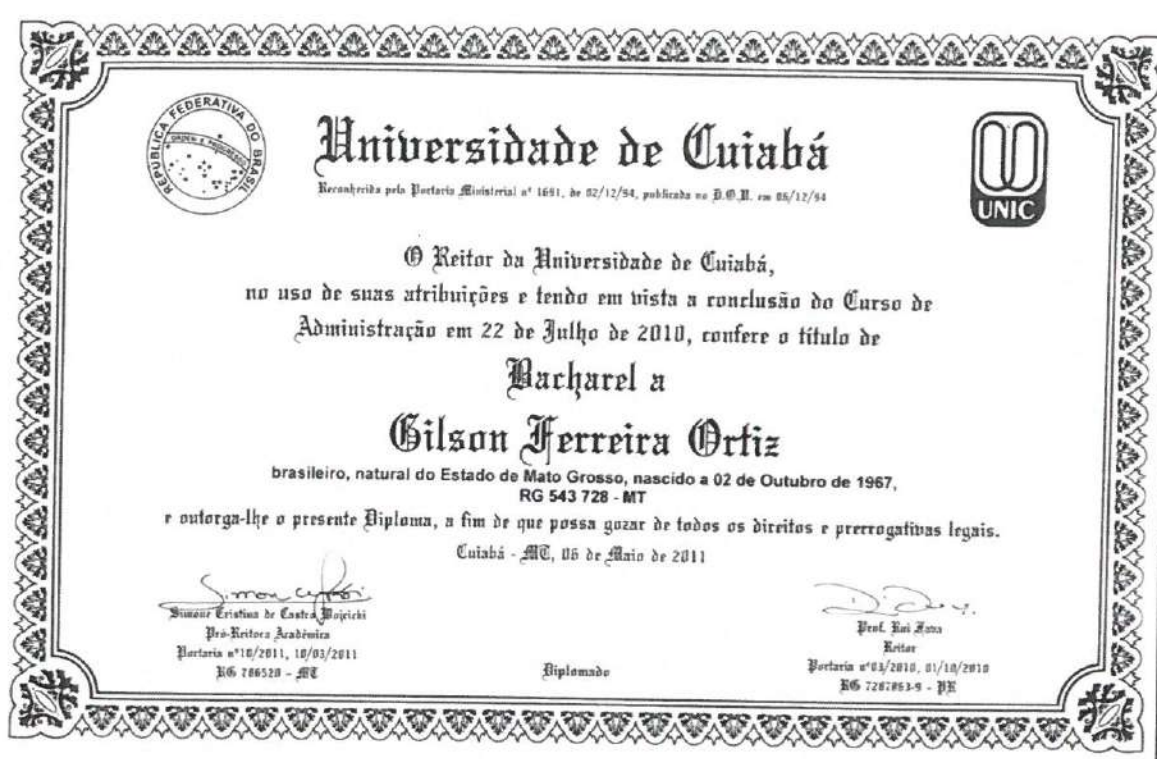 REPÚBLICA FEDERATIVA DO BRASIL
ORDEM E PROGRESSO
Universidade de Cuiabá
Reconhecida pela Portaria Ministerial nº 1691, de 02/12/94, publicada no D.O.U. em 05/12/94
UNIC
O Reitor da Universidade de Cuiabá,
no uso de suas atribuições e tendo em vista a conclusão do Curso de
Administração em 22 de Julho de 2010, confere o título de
Bacharel a
Gilson Ferreira Ortiz
brasileiro, natural do Estado de Mato Grosso, nascido a 02 de Outubro de 1967,
RG 543 728 - MT
e outorga-lhe o presente Diploma, a fim de que possa gozar de todos os direitos e prerrogativas legais.
Cuiabá - MT, 06 de Maio de 2011
Simone Cristina de Castro Wojcicki
Pró-Reitora Acadêmica
Portaria nº10/2011, 10/03/2011
RG 786520 - MT
Diplomado
Prof. Rui Fava
Reitor
Portaria nº03/2010, 01/10/2010
RG 7287863-9 - PR